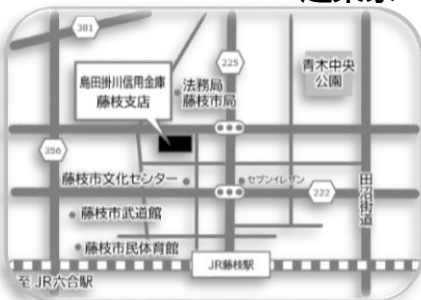 381
225
青木中央
公園
島田掛川信用金庫
藤枝支店
法務局
藤枝市局
356
藤枝市文化センター
セブンイレブン
222
田沼街道
藤枝市武道館
藤枝市民体育館
JR藤枝駅
至 JR六合駅